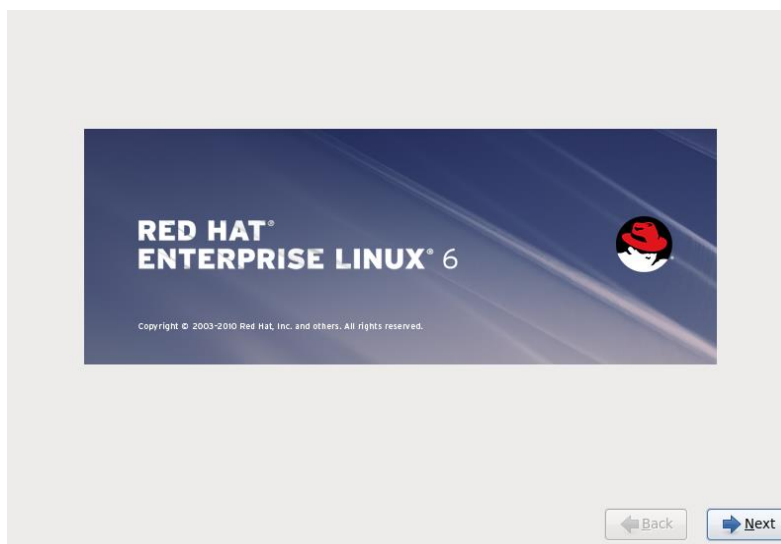 RED HAT®
ENTERPRISE LINUX® 6
Copyright © 2003-2010 Red Hat, Inc. and others. All rights reserved.
Back
Next